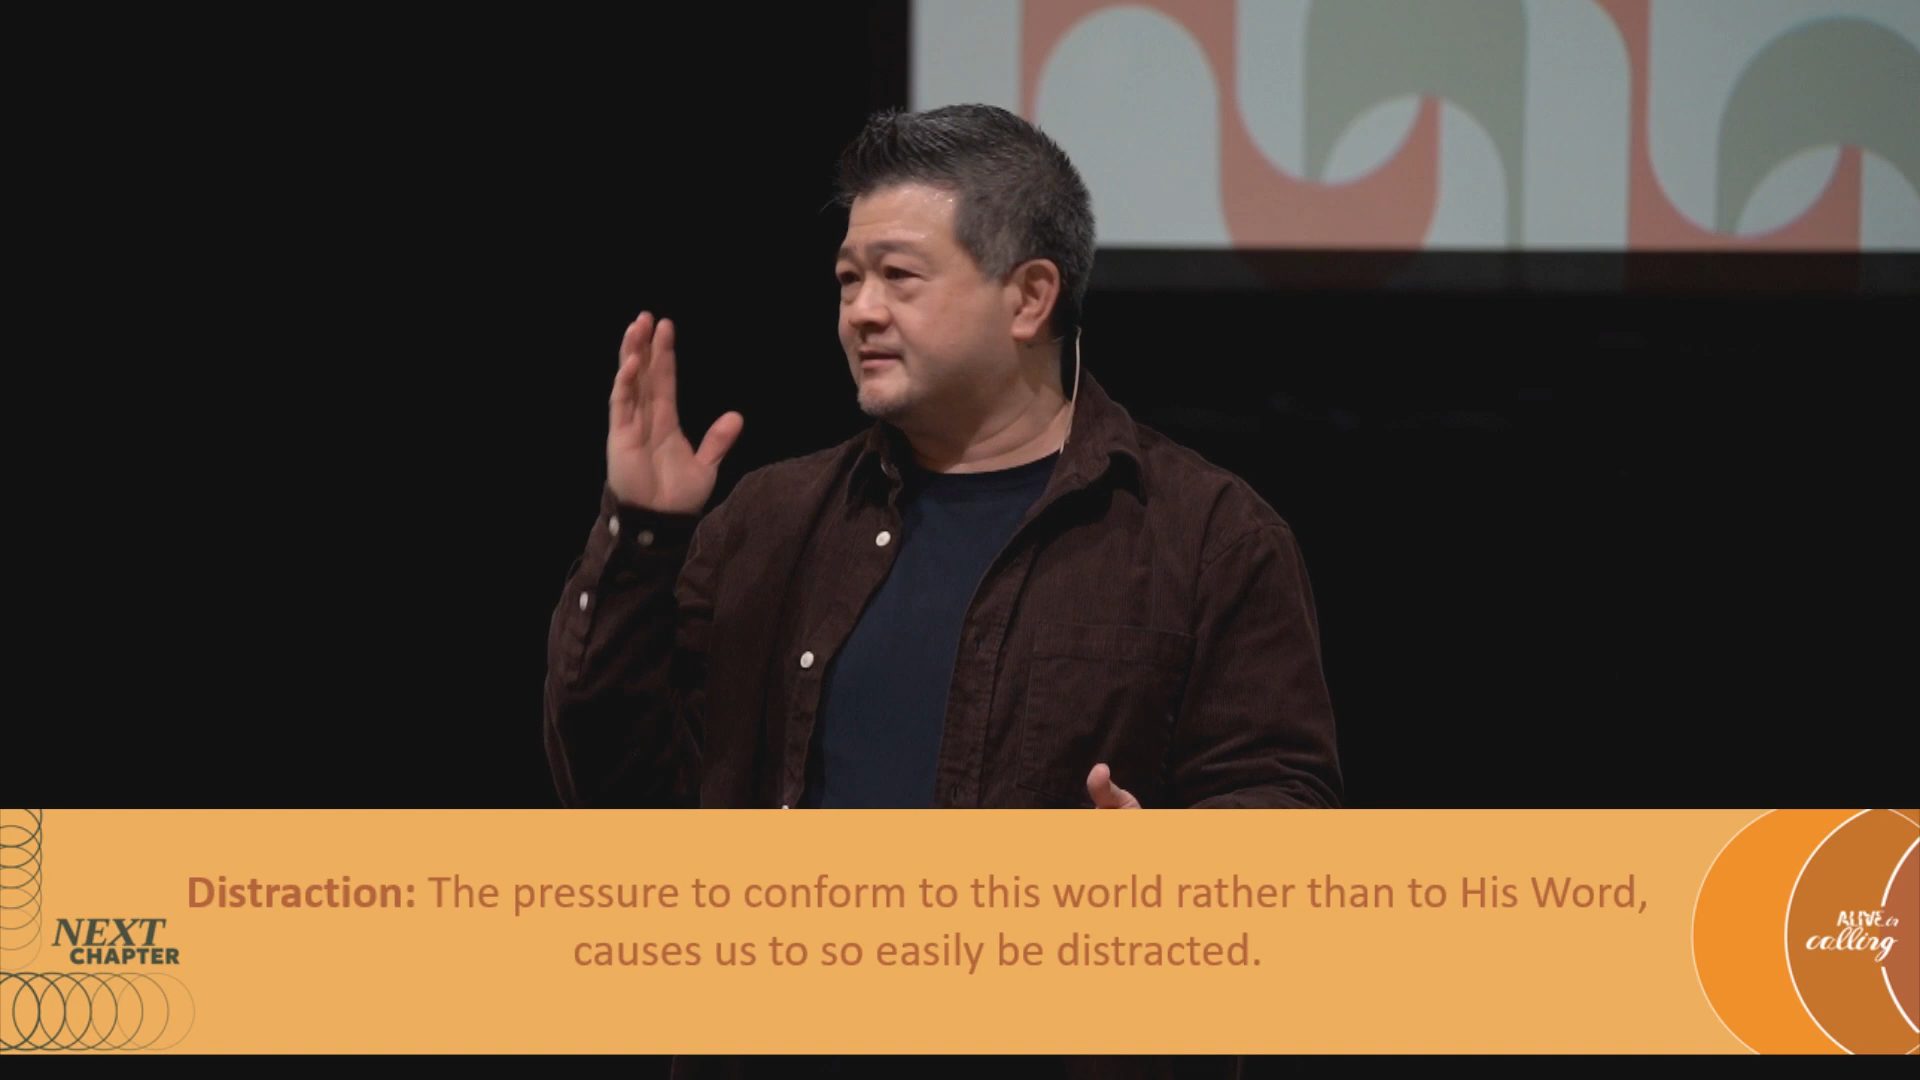 Distraction: The pressure to conform to this world rather than to His Word,
causes us to so easily be distracted.
NEXT
CHAPTER
ALIVE in
calling